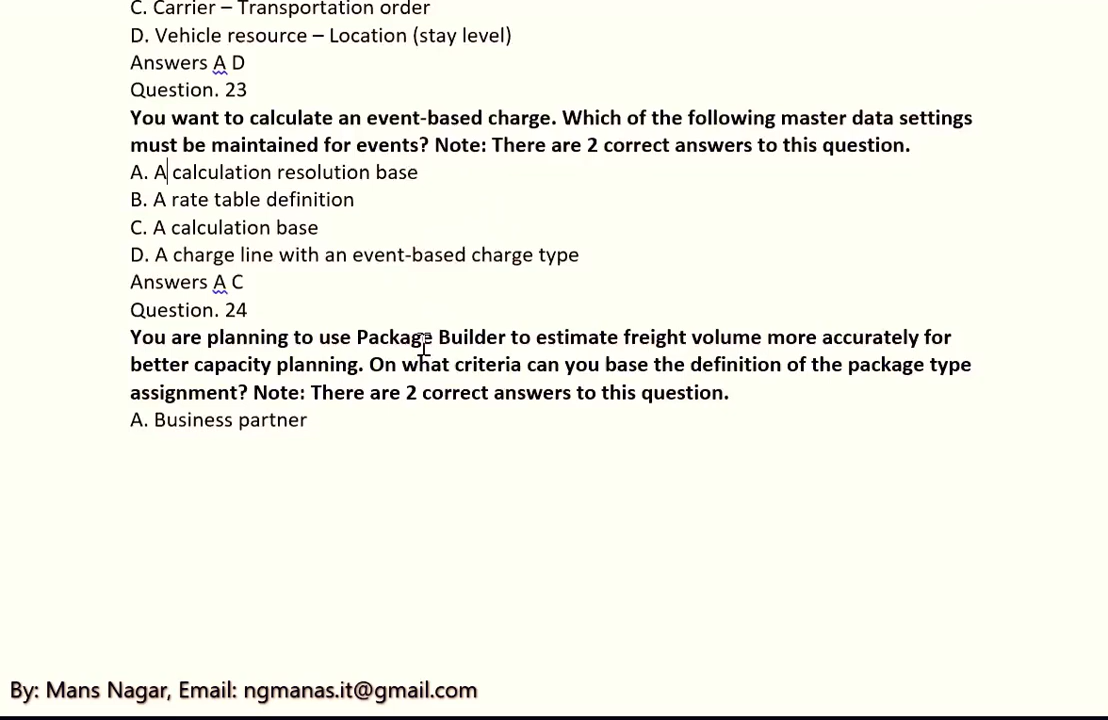 C. Carrier – Transportation order
D. Vehicle resource – Location (stay level)
Answers A D
Question. 23
You want to calculate an event-based charge. Which of the following master data settings
must be maintained for events? Note: There are 2 correct answers to this question.
A. A calculation resolution base
B. A rate table definition
C. A calculation base
D. A charge line with an event-based charge type
Answers A C
Question. 24
You are planning to use Package Builder to estimate freight volume more accurately for
better capacity planning. On what criteria can you base the definition of the package type
assignment? Note: There are 2 correct answers to this question.
A. Business partner
By: Mans Nagar, Email: ngmanas.it@gmail.com